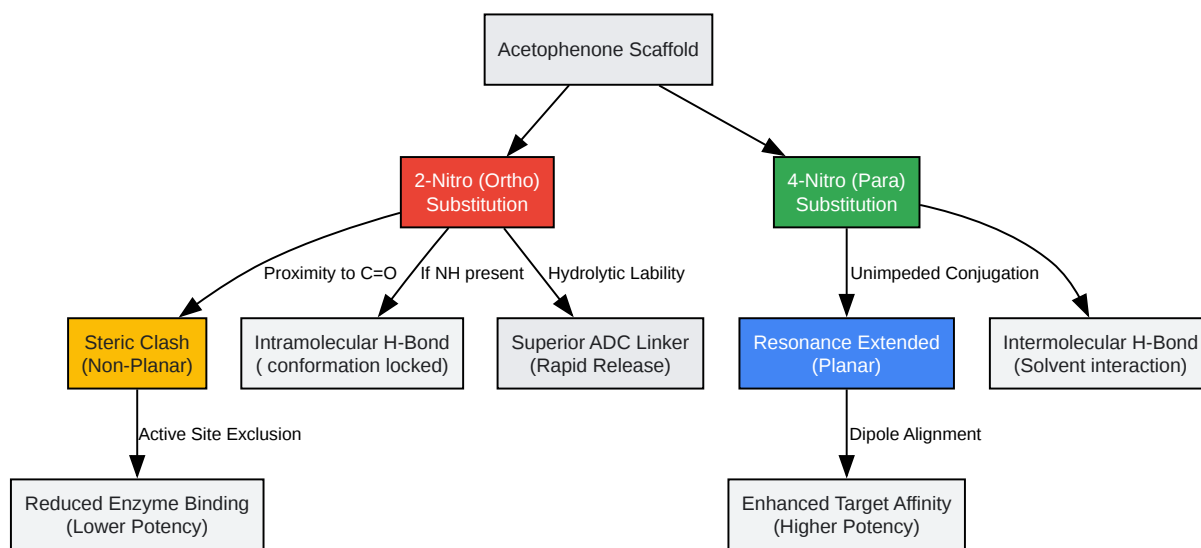 Acetophenone Scaffold
2-Nitro (Ortho)
Substitution
4-Nitro (Para)
Substitution
Proximity to C=O
If NH present
Hydrolytic Lability
Unimpeded Conjugation
Steric Clash
(Non-Planar)
Intramolecular H-Bond
( conformation locked)
Superior ADC Linker
(Rapid Release)
Resonance Extended
(Planar)
Intermolecular H-Bond
(Solvent interaction)
Active Site Exclusion
Dipole Alignment
Reduced Enzyme Binding
(Lower Potency)
Enhanced Target Affinity
(Higher Potency)